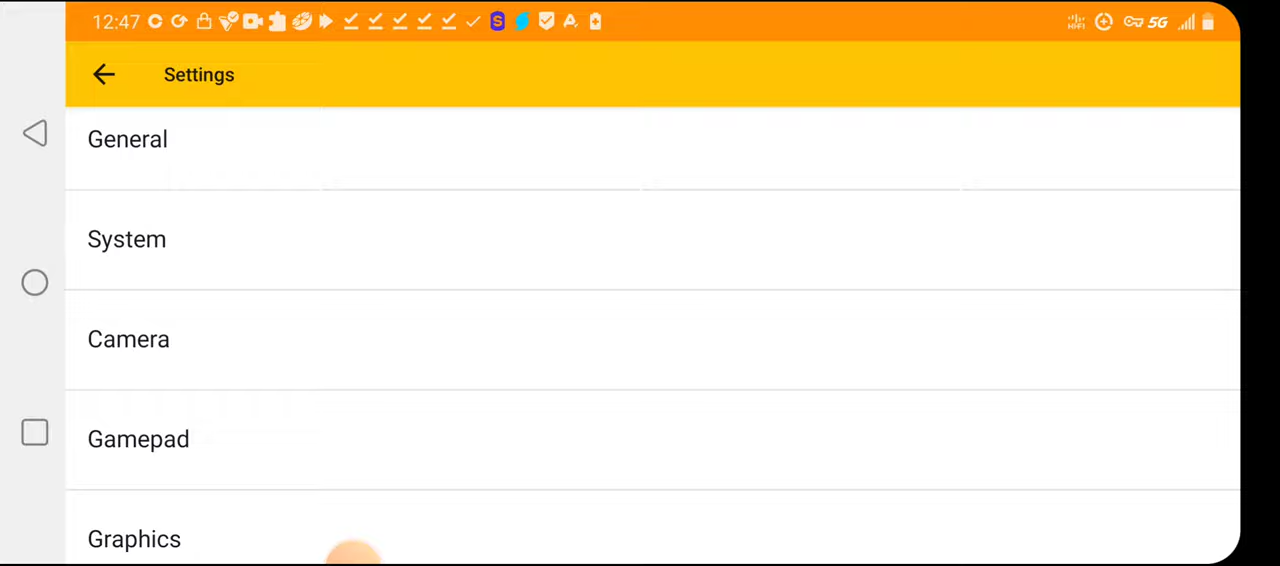 12:47 5G
Settings
General
System
Camera
Gamepad
Graphics